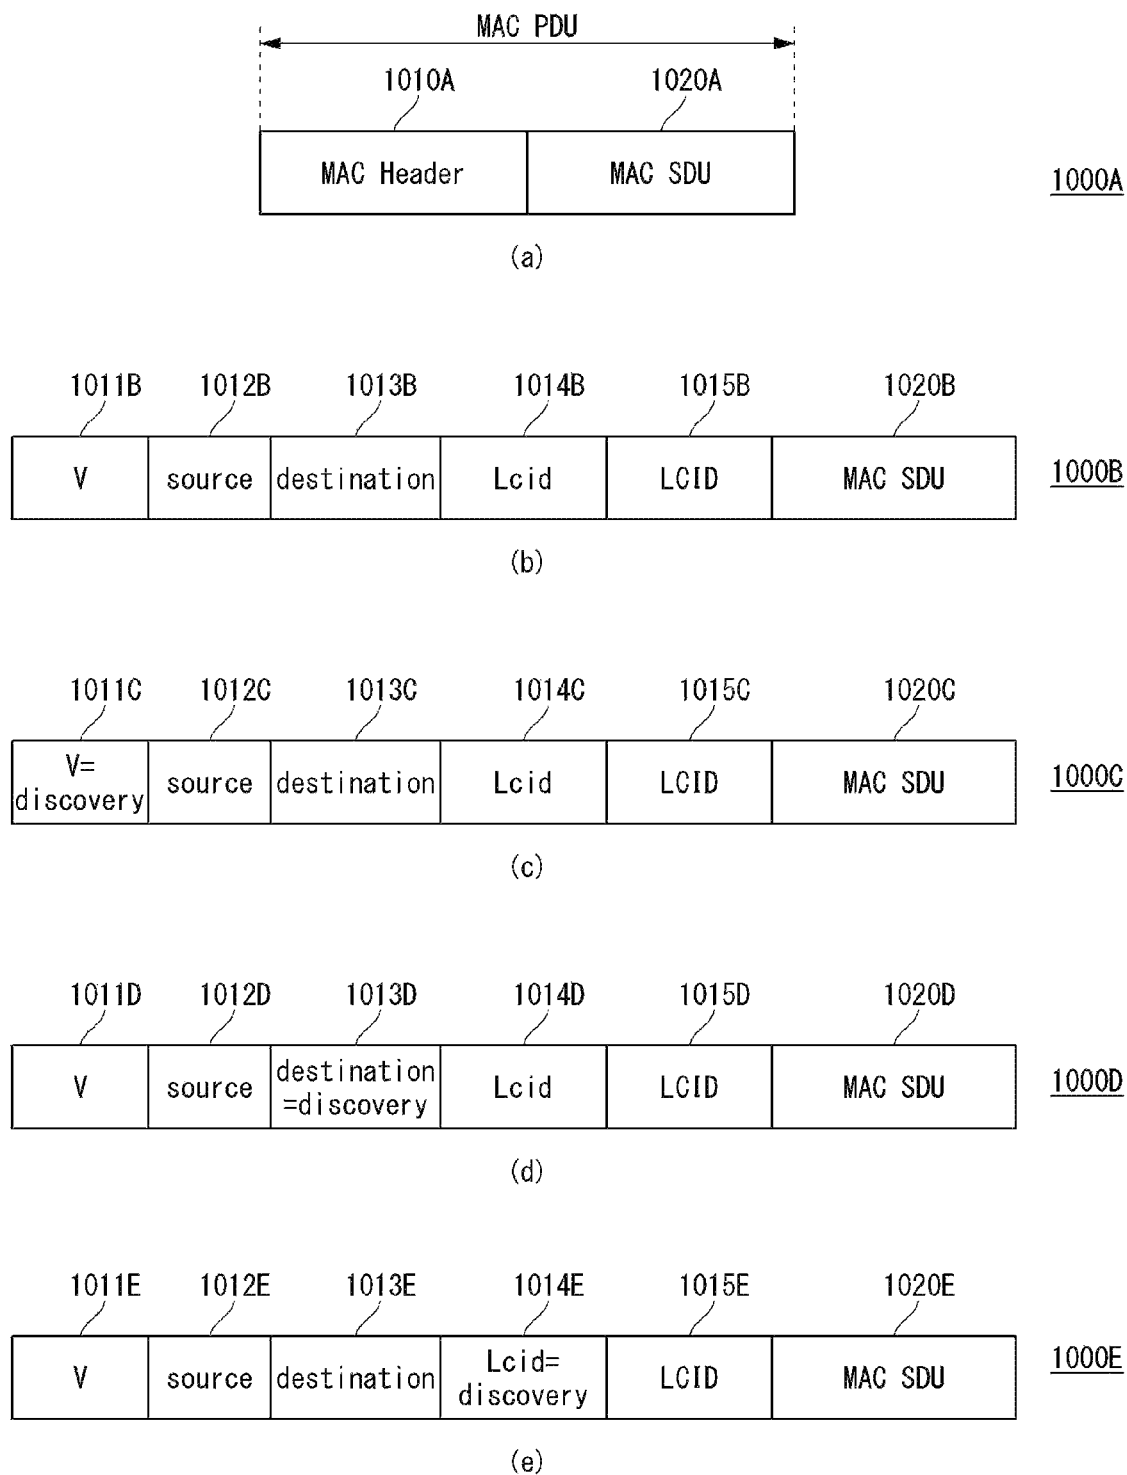 MAC PDU
1010A 1020A
MAC Header MAC SDU 1000A
(a)
1011B 1012B 1013B 1014B 1015B 1020B
V source destination Lcid LCID MAC SDU 1000B
(b)
1011C 1012C 1013C 1014C 1015C 1020C
V= discovery source destination Lcid LCID MAC SDU 1000C
(c)
1011D 1012D 1013D 1014D 1015D 1020D
V source destination =discovery Lcid LCID MAC SDU 1000D
(d)
1011E 1012E 1013E 1014E 1015E 1020E
V source destination Lcid= discovery LCID MAC SDU 1000E
(e)